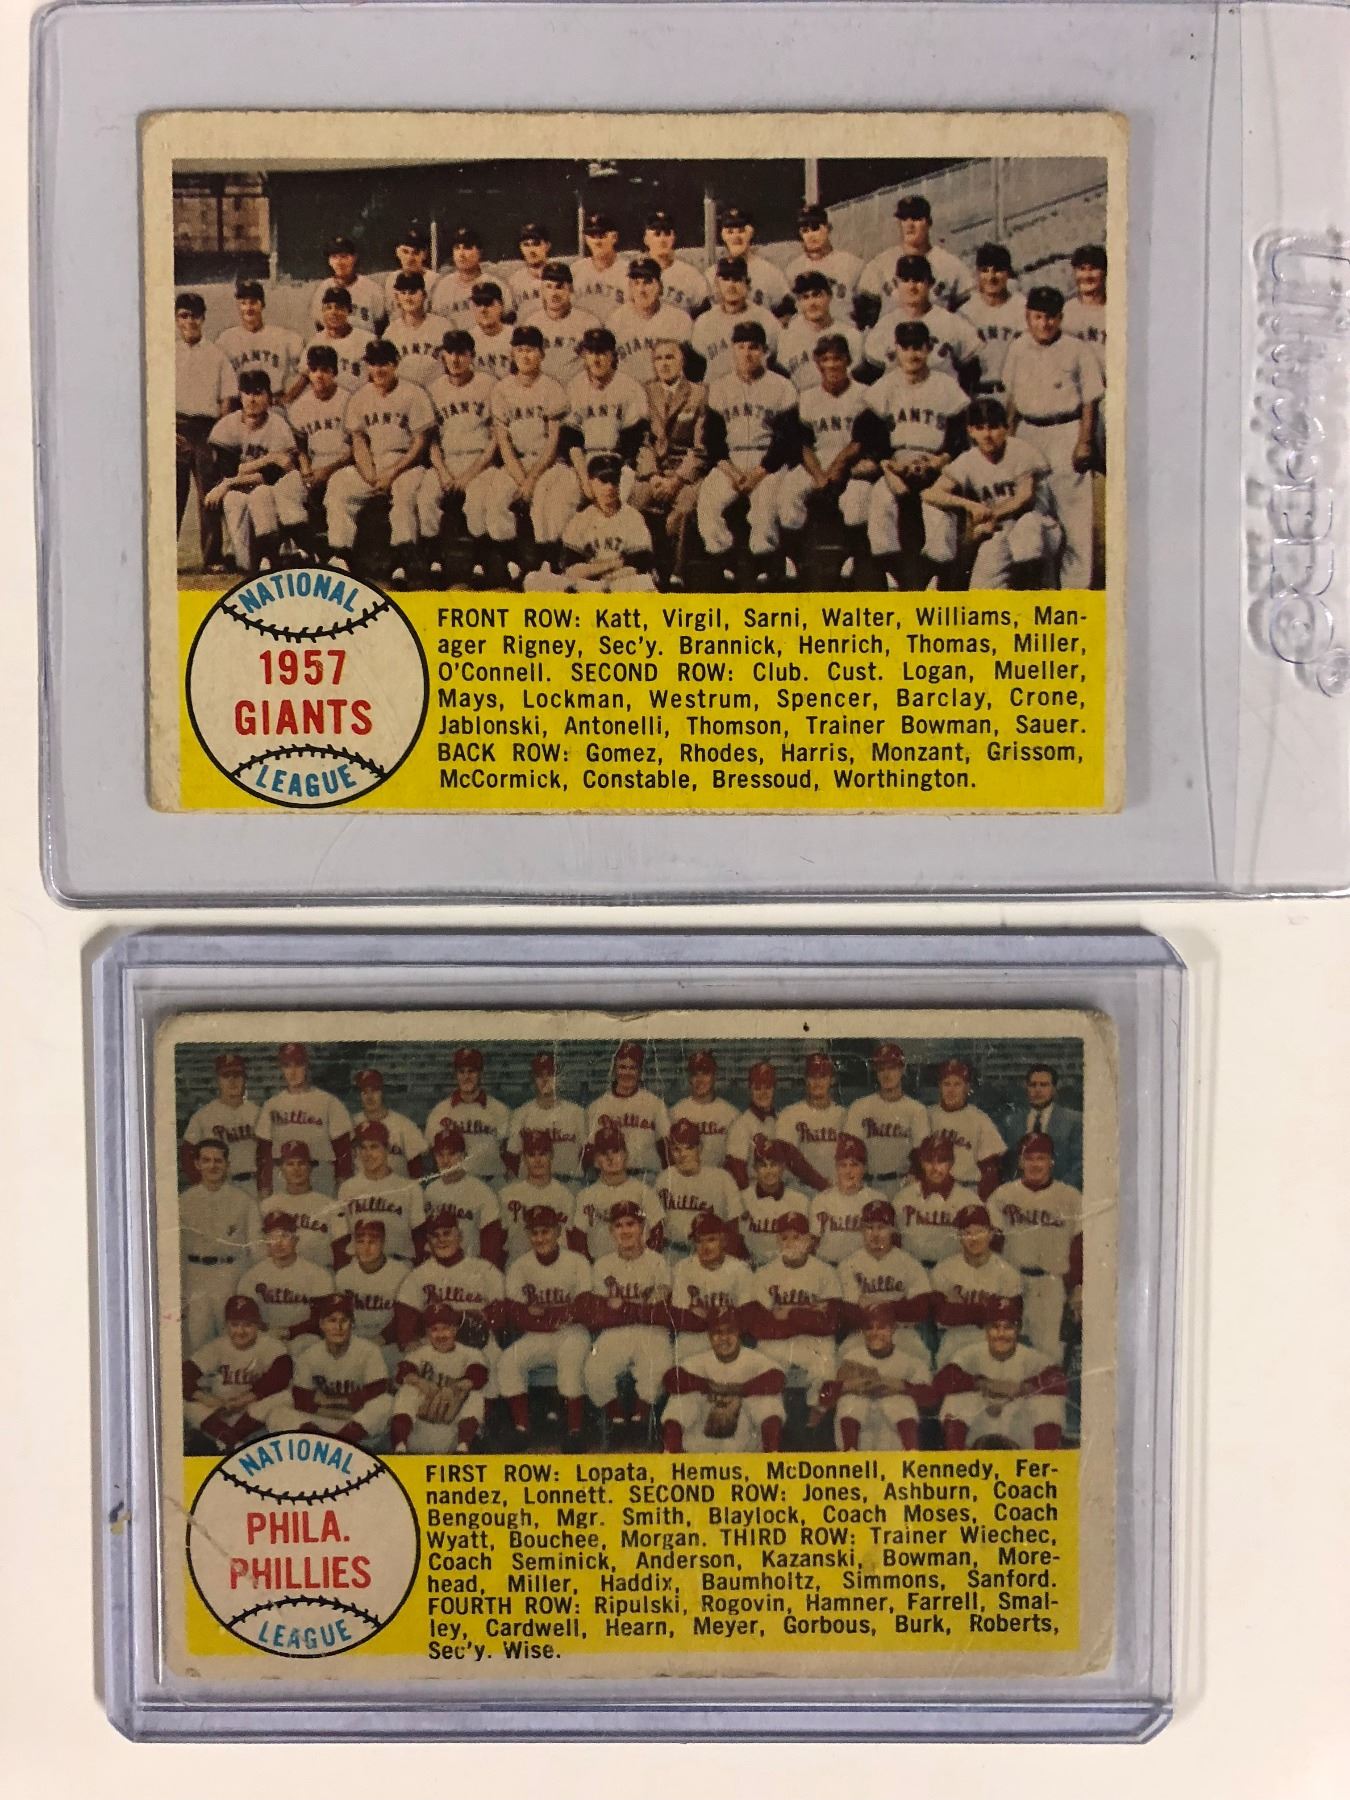 NATIONAL
1957
GIANTS
LEAGUE
FRONT ROW: Katt, Virgil, Sarni, Walter, Williams, Man-
ager Rigney, Sec'y. Brannick, Henrich, Thomas, Miller,
O'Connell. SECOND ROW: Club. Cust. Logan, Mueller,
Mays, Lockman, Westrum, Spencer, Barclay, Crone,
Jablonski, Antonelli, Thomson, Trainer Bowman, Sauer.
BACK ROW: Gomez, Rhodes, Harris, Monzant, Grissom,
McCormick, Constable, Bressoud, Worthington.
NATIONAL
PHILA.
PHILLIES
LEAGUE
FIRST ROW: Lopata, Hemus, McDonnell, Kennedy, Fer-
nandez, Lonnett. SECOND ROW: Jones, Ashburn, Coach
Bengough, Mgr. Smith, Blaylock, Coach Moses, Coach
Wyatt, Bouchee, Morgan. THIRD ROW: Trainer Wiechec,
Coach Seminick, Anderson, Kazanski, Bowman, More-
head, Miller, Haddix, Baumholtz, Simmons, Sanford.
FOURTH ROW: Ripulski, Rogovin, Hamner, Farrell, Smal-
ley, Cardwell, Hearn, Meyer, Gorbous, Burk, Roberts,
Sec'y. Wise.